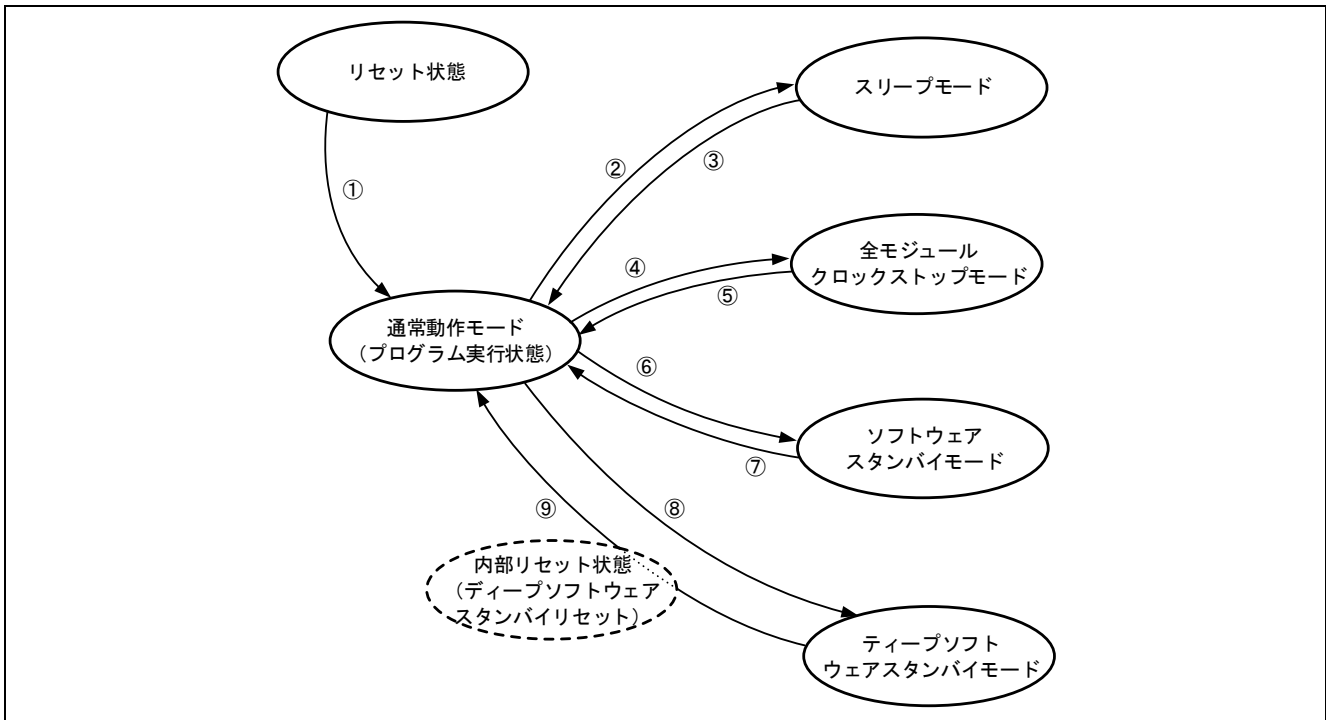 リセット状態
スリープモード
①
②
③
全モジュール
クロックストップモード
④
⑤
通常動作モード
(プログラム実行状態)
⑥
ソフトウェア
スタンバイモード
⑦
⑧
⑨
内部リセット状態
(ディープソフトウェア
スタンバイリセット)
ティープソフト
ウェアスタンバイモード